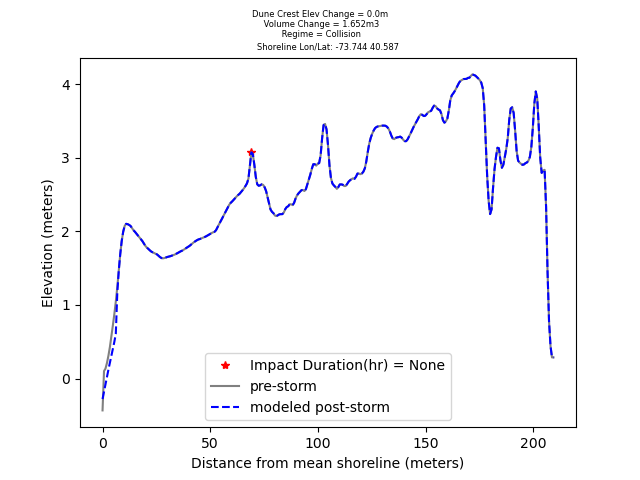 Dune Crest Elev Change = 0.0m
Volume Change = 1.652m3
Regime = Collision
Shoreline Lon/Lat: -73.744 40.587
4
3
2
1
0
Elevation (meters)
Impact Duration(hr) = None
pre-storm
modeled post-storm
0
50
100
150
200
Distance from mean shoreline (meters)